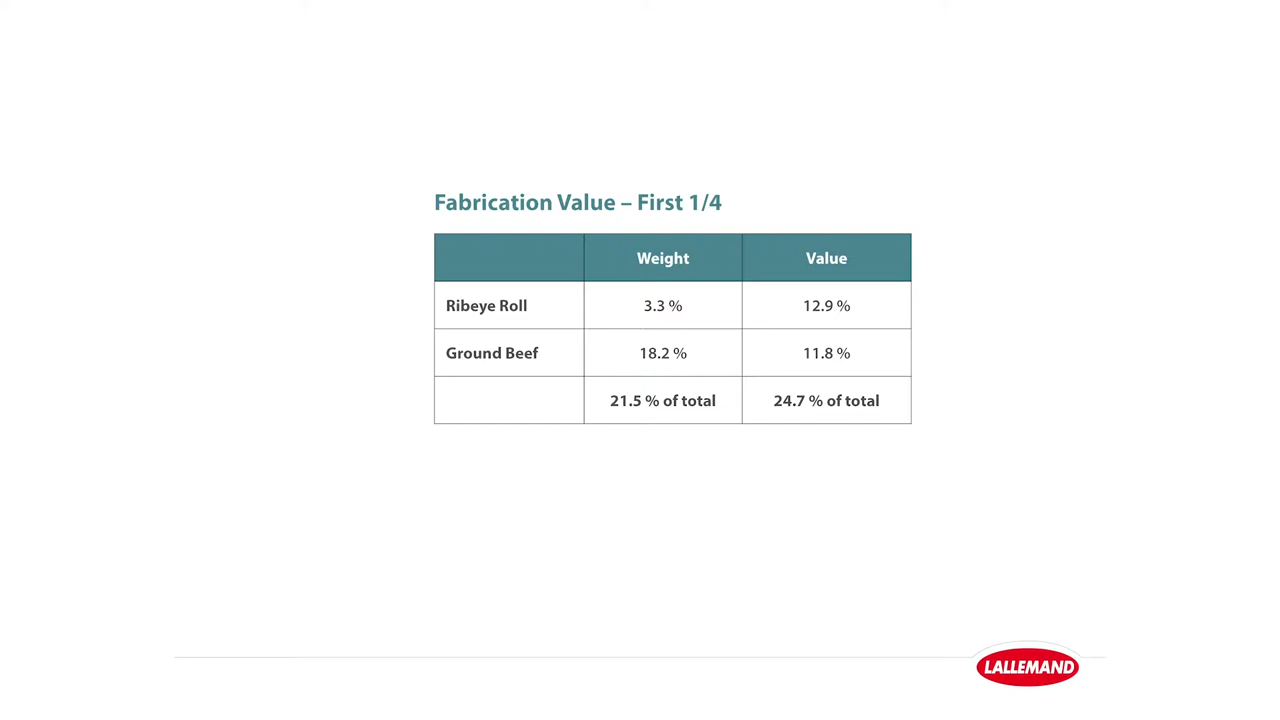 Fabrication Value – First 1/4
Weight Value
Ribeye Roll 3.3 % 12.9 %
Ground Beef 18.2 % 11.8 %
21.5 % of total 24.7 % of total
LALLEMAND